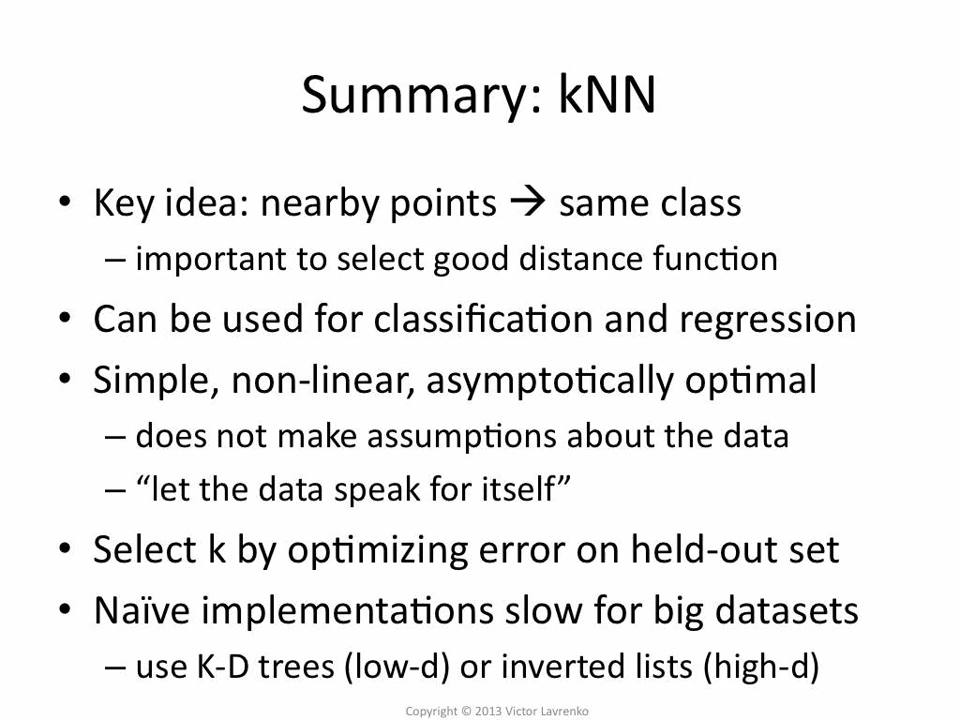 Summary: kNN
• Key idea: nearby points → same class
– important to select good distance function
• Can be used for classification and regression
• Simple, non-linear, asymptotically optimal
– does not make assumptions about the data
– “let the data speak for itself”
• Select k by optimizing error on held-out set
• Naïve implementations slow for big datasets
– use K-D trees (low-d) or inverted lists (high-d)
Copyright © 2013 Victor Lavrenko